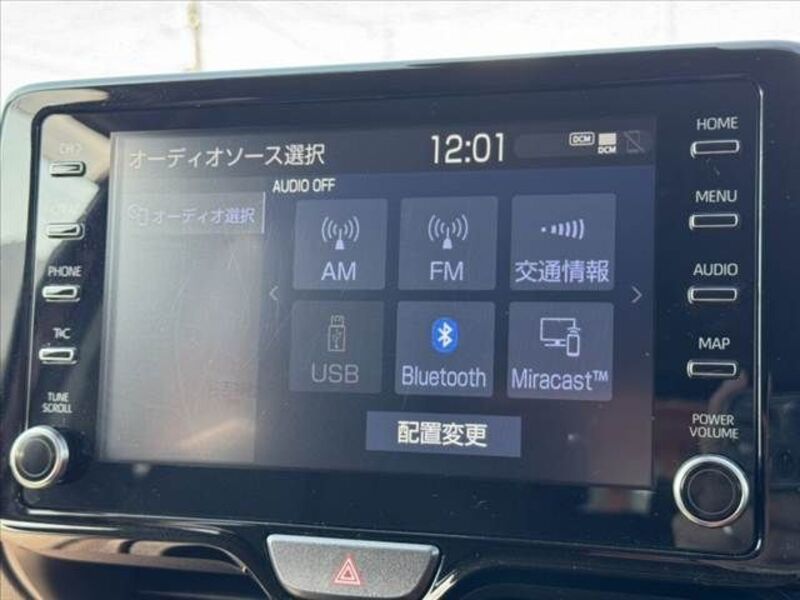 オーディオソース選択
12:01
DCM
DCM
AUDIO OFF
オーディオ選択
AM
FM
交通情報
USB
Bluetooth
Miracast™
配置変更
CH >
PHONE
T&C
TUNE
SCROLL
HOME
MENU
AUDIO
MAP
POWER
VOLUME